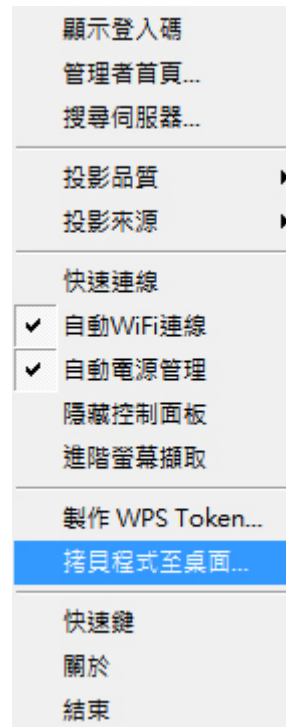 顯示登入碼
管理者首頁...
搜尋伺服器...
投影品質
投影來源
快速連線
自動WiFi連線
自動電源管理
隱藏控制面板
進階螢幕擷取
製作 WPS Token...
拷貝程式至桌面...
快速鍵
關於
結束